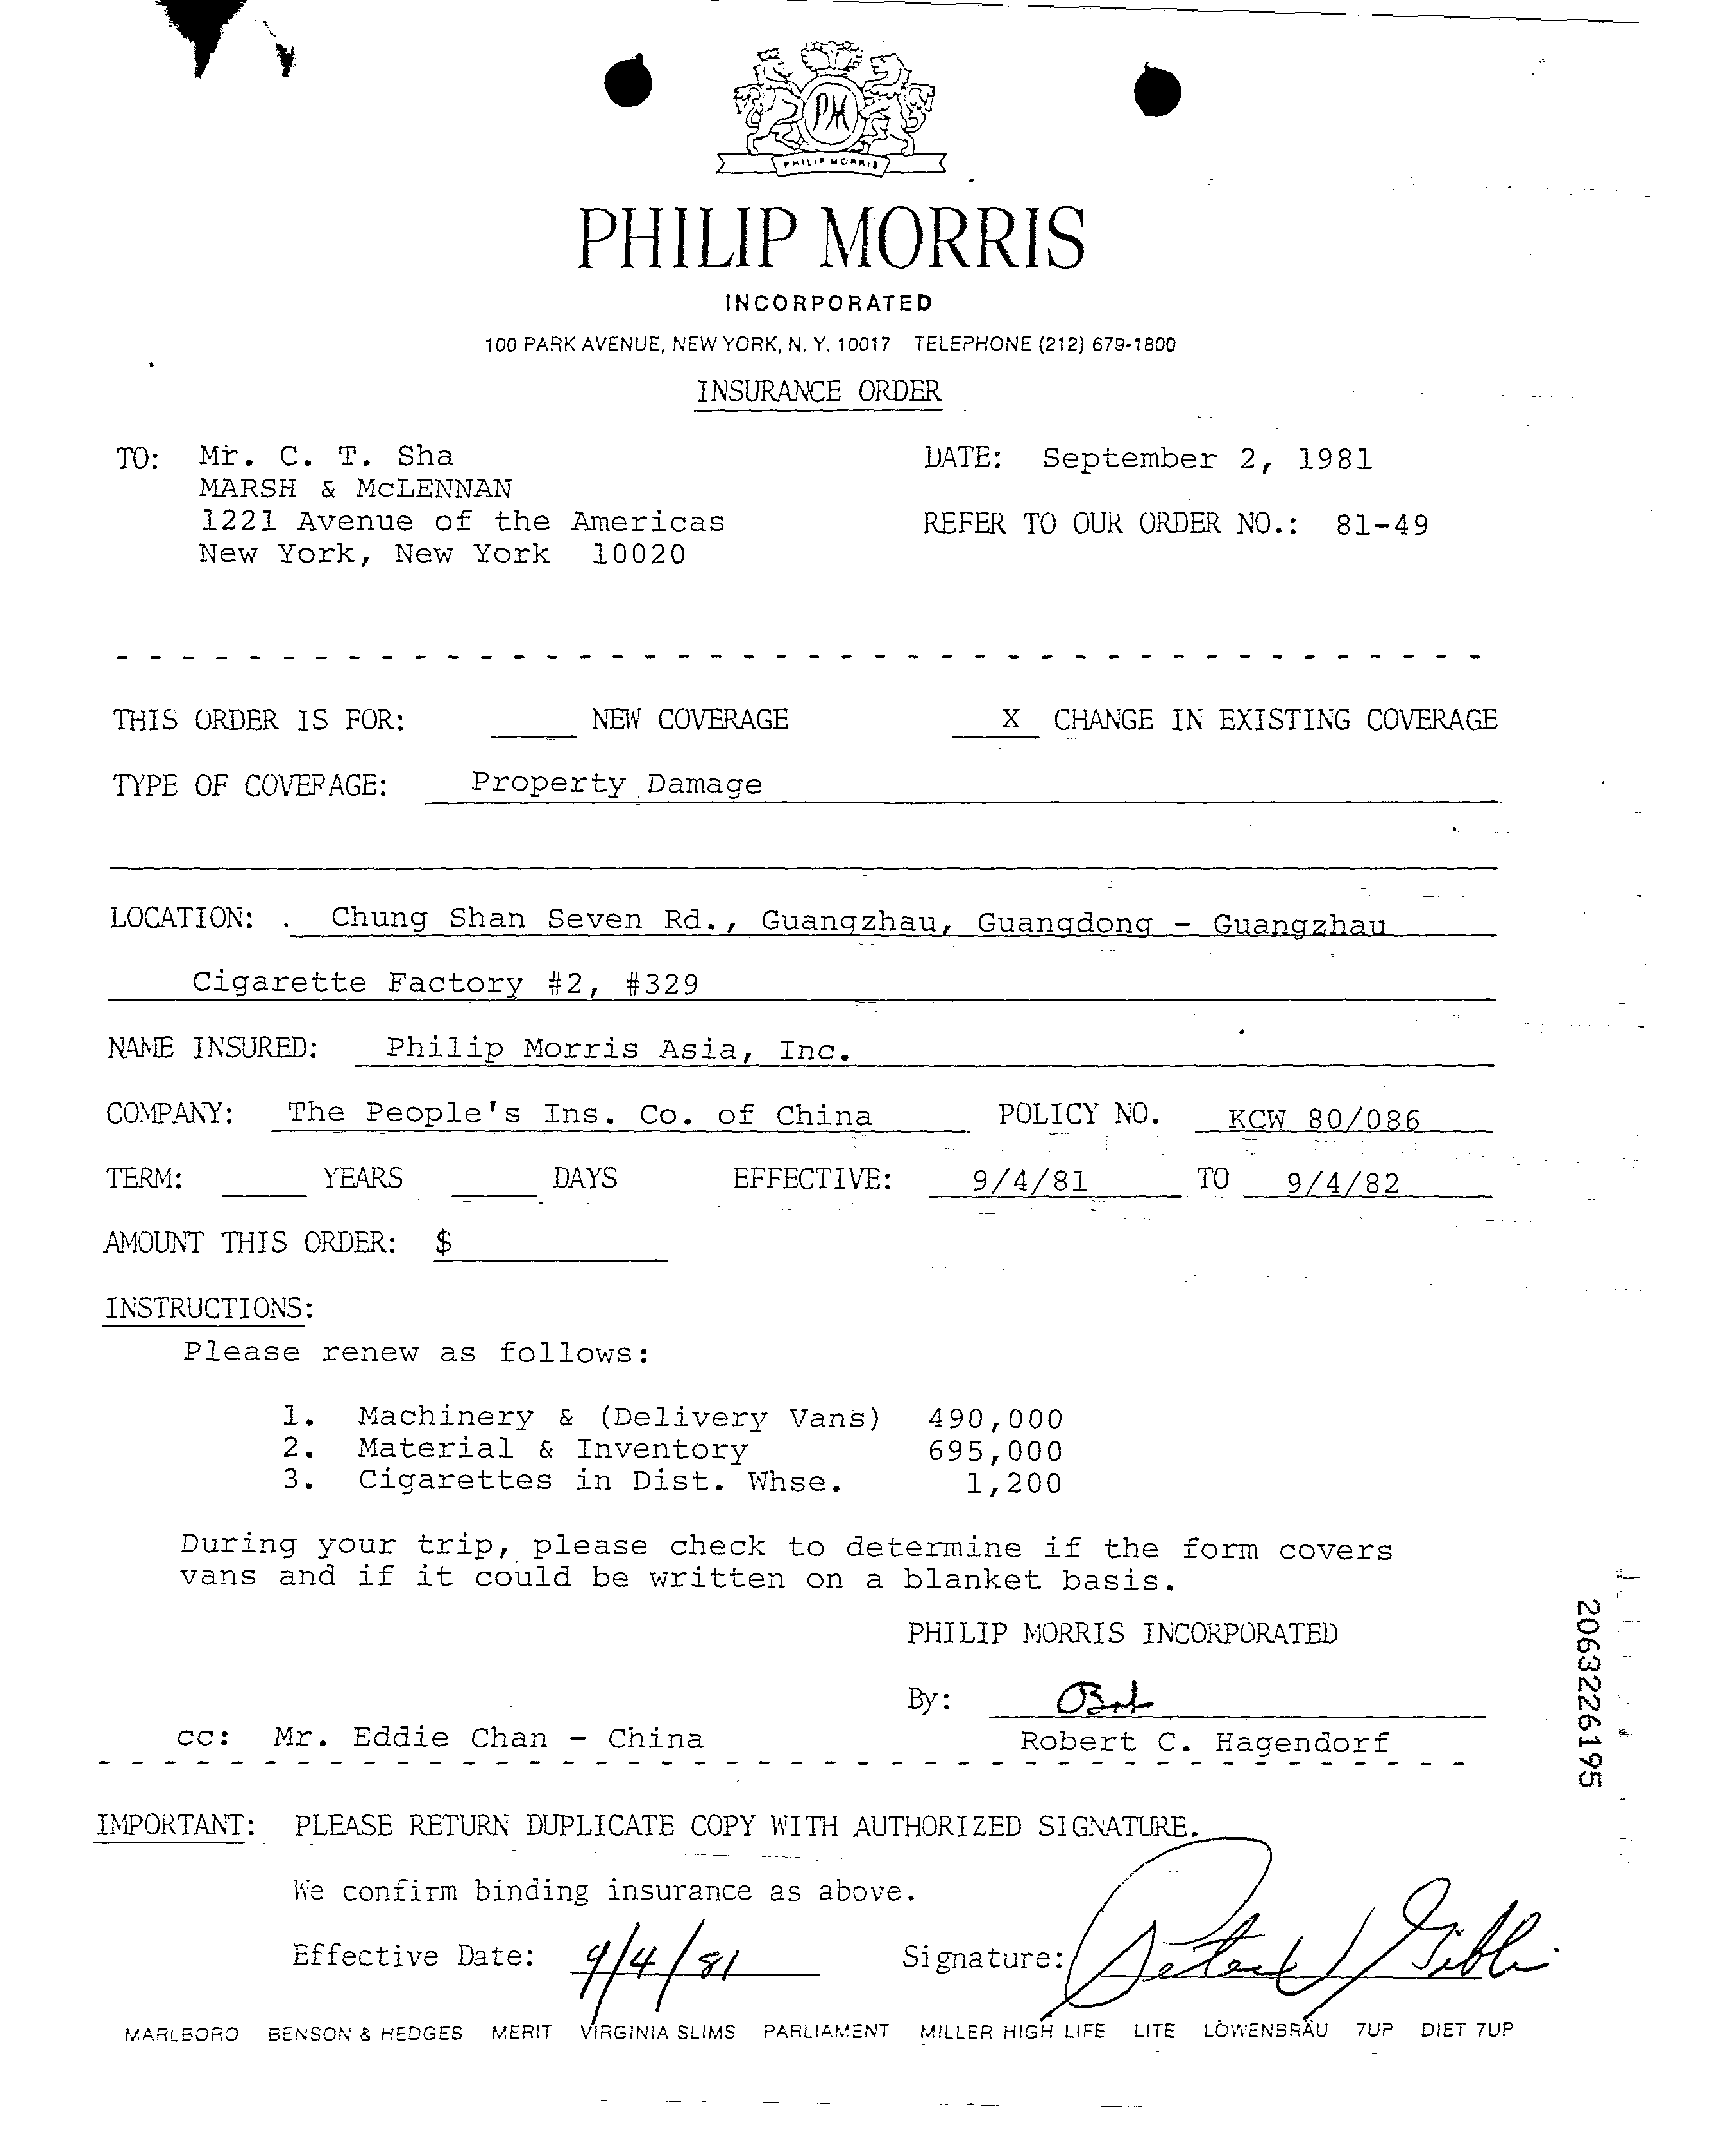 PM
PHILIP MORRIS
PHILIP MORRIS
INCORPORATED
100 PARK AVENUE, NEW YORK, N. Y. 10017 TELEPHONE (212) 679-1800
INSURANCE ORDER
TO: Mr. C. T. Sha DATE: September 2, 1981
MARSH & McLENNAN
1221 Avenue of the Americas REFER TO OUR ORDER NO.: 81-49
New York, New York 10020
THIS ORDER IS FOR: NEW COVERAGE X CHANGE IN EXISTING COVERAGE
TYPE OF COVERAGE: Property Damage
LOCATION: . Chung Shan Seven Rd., Guangzhau, Guangdong - Guangzhau
Cigarette Factory #2, #329
NAME INSURED: Philip Morris Asia, Inc.
COMPANY: The People's Ins. Co. of China POLICY NO. KCW 80/086
TERM: YEARS DAYS EFFECTIVE: 9/4/81 TO 9/4/82
AMOUNT THIS ORDER: $
INSTRUCTIONS:
Please renew as follows:
1. Machinery & (Delivery Vans) 490,000
2. Material & Inventory 695,000
3. Cigarettes in Dist. Whse. 1,200
During your trip, please check to determine if the form covers
vans and if it could be written on a blanket basis.
PHILIP MORRIS INCORPORATED
By: Bob
cc: Mr. Eddie Chan - China Robert C. Hagendorf
2063226195
IMPORTANT: PLEASE RETURN DUPLICATE COPY WITH AUTHORIZED SIGNATURE.
We confirm binding insurance as above.
Effective Date: 9/4/81 Signature:
MARLBORO BENSON & HEDGES MERIT VIRGINIA SLIMS PARLIAMENT MILLER HIGH LIFE LITE LÖWENBRÄU 7UP DIET 7UP